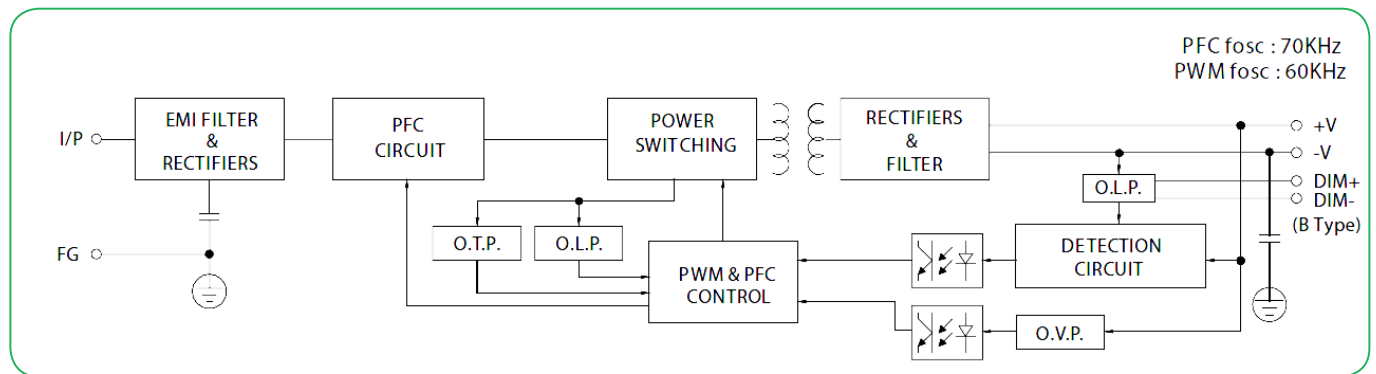 PFC fosc : 70KHz
PWM fosc : 60KHz
I/P
EMI FILTER
&
RECTIFIERS
PFC
CIRCUIT
POWER
SWITCHING
RECTIFIERS
&
FILTER
+V
-V
DIM+
DIM-
(B Type)
O.L.P.
FG
O.T.P.
O.L.P.
PWM & PFC
CONTROL
DETECTION
CIRCUIT
O.V.P.